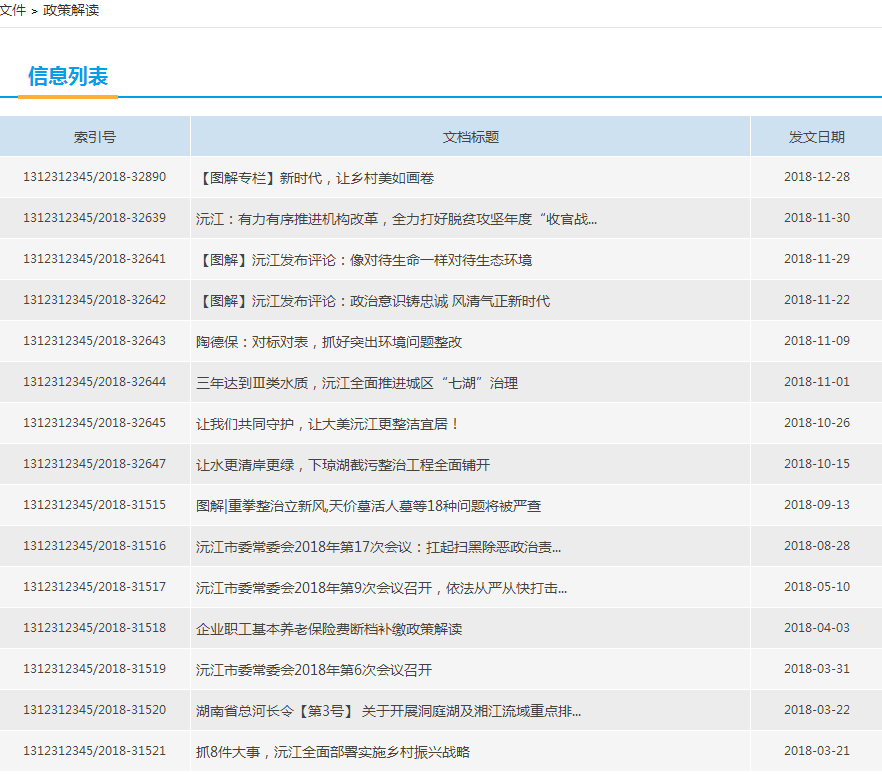 文件 > 政策解读
信息列表
索引号 文档标题 发文日期
1312312345/2018-32890 【图解专栏】新时代，让乡村美如画卷 2018-12-28
1312312345/2018-32639 沅江：有力有序推进机构改革，全力打好脱贫攻坚年度“收官战... 2018-11-30
1312312345/2018-32641 【图解】沅江发布评论：像对待生命一样对待生态环境 2018-11-29
1312312345/2018-32642 【图解】沅江发布评论：政治意识铸忠诚 风清气正新时代 2018-11-22
1312312345/2018-32643 陶德保：对标对表，抓好突出环境问题整改 2018-11-09
1312312345/2018-32644 三年达到Ⅲ类水质，沅江全面推进城区“七湖”治理 2018-11-01
1312312345/2018-32645 让我们共同守护，让大美沅江更整洁宜居！ 2018-10-26
1312312345/2018-32647 让水更清岸更绿，下琼湖截污整治工程全面铺开 2018-10-15
1312312345/2018-31515 图解|重拳整治立新风,天价墓活人墓等18种问题将被严查 2018-09-13
1312312345/2018-31516 沅江市委常委会2018年第17次会议：扛起扫黑除恶政治责... 2018-08-28
1312312345/2018-31517 沅江市委常委会2018年第9次会议召开，依法从严从快打击... 2018-05-10
1312312345/2018-31518 企业职工基本养老保险费断档补缴政策解读 2018-04-03
1312312345/2018-31519 沅江市委常委会2018年第6次会议召开 2018-03-31
1312312345/2018-31520 湖南省总河长令【第3号】 关于开展洞庭湖及湘江流域重点排... 2018-03-22
1312312345/2018-31521 抓8件大事，沅江全面部署实施乡村振兴战略 2018-03-21